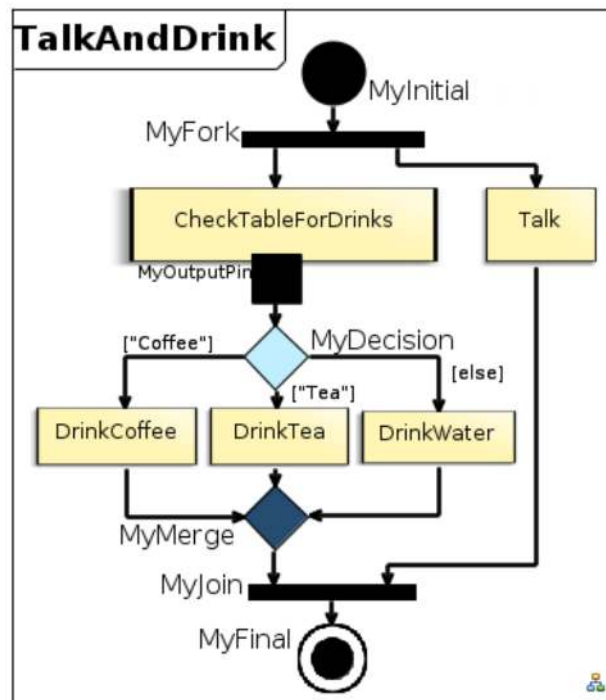 TalkAndDrink
MyInitial
MyFork
CheckTableForDrinks
Talk
MyOutputPin
MyDecision
["Coffee"]
["Tea"]
[else]
DrinkCoffee
DrinkTea
DrinkWater
MyMerge
MyJoin
MyFinal